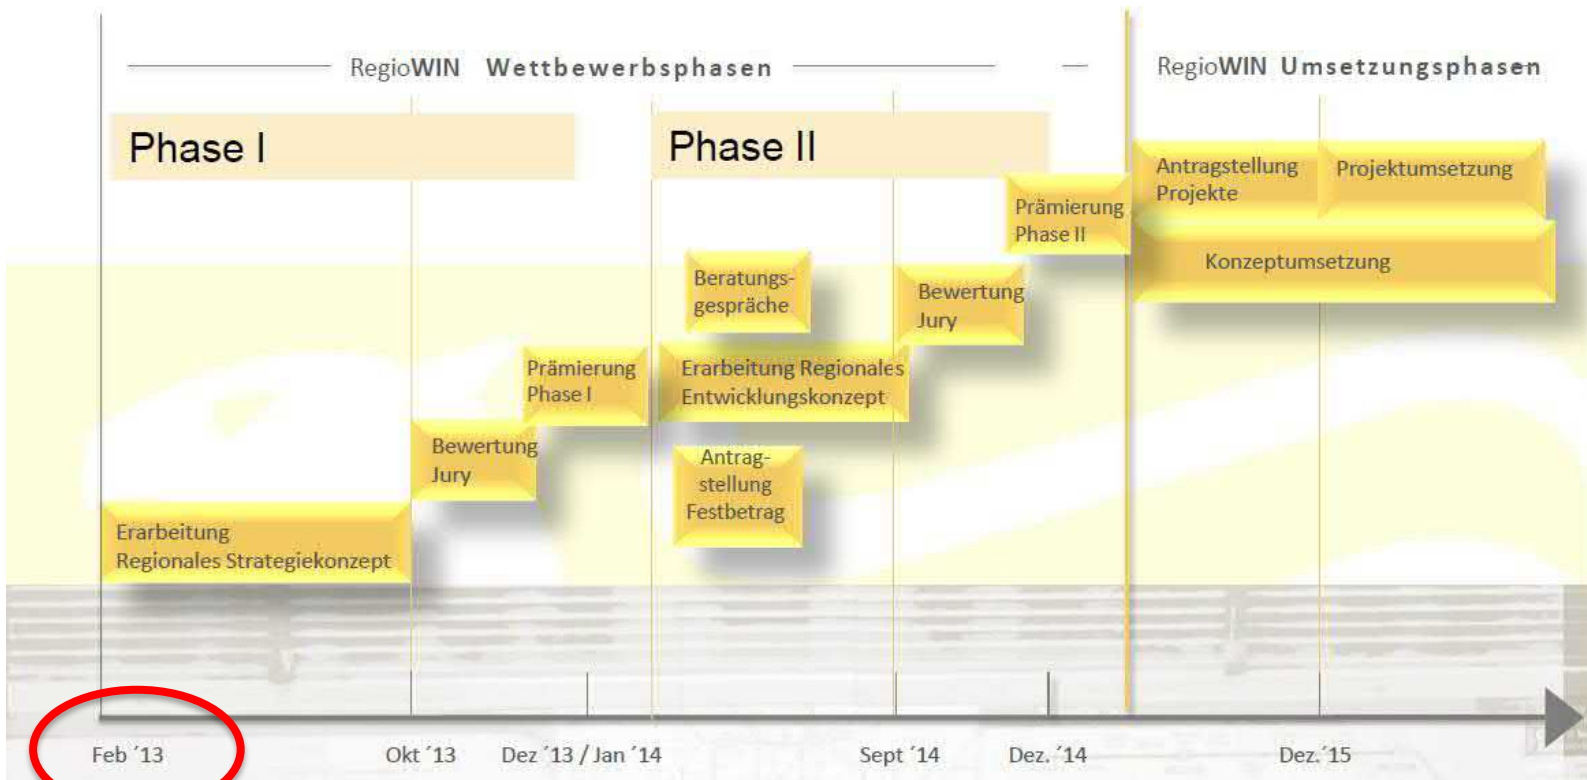 RegioWIN Wettbewerbsphasen
RegioWIN Umsetzungsphasen
Phase I
Phase II
Antragstellung
Projekte
Projektumsetzung
Prämierung
Phase II
Konzeptumsetzung
Beratungs-
gespräche
Bewertung
Jury
Prämierung
Phase I
Erarbeitung Regionales
Entwicklungskonzept
Bewertung
Jury
Antrag-
stellung
Festbetrag
Erarbeitung
Regionales Strategiekonzept
Feb ´13
Okt ´13
Dez ´13 / Jan ´14
Sept ´14
Dez. ´14
Dez.´15